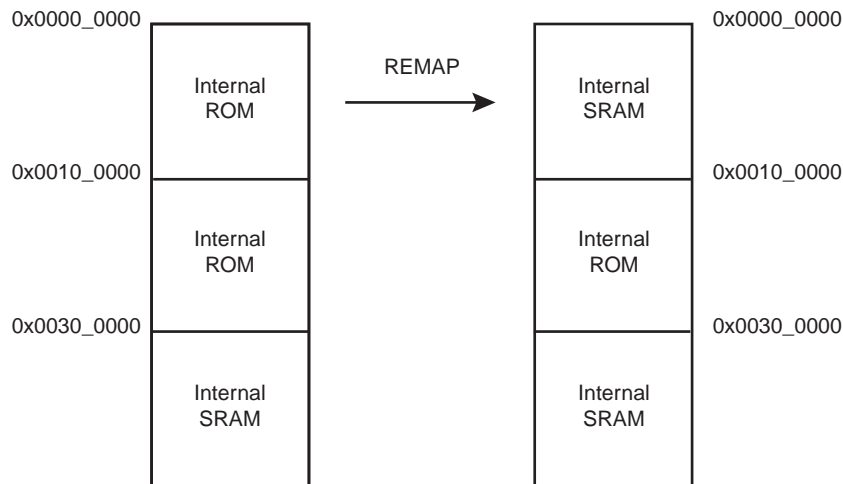 0x0000_0000
Internal
ROM
REMAP
Internal
SRAM
0x0000_0000
0x0010_0000
Internal
ROM
Internal
ROM
0x0010_0000
0x0030_0000
Internal
SRAM
Internal
SRAM
0x0030_0000